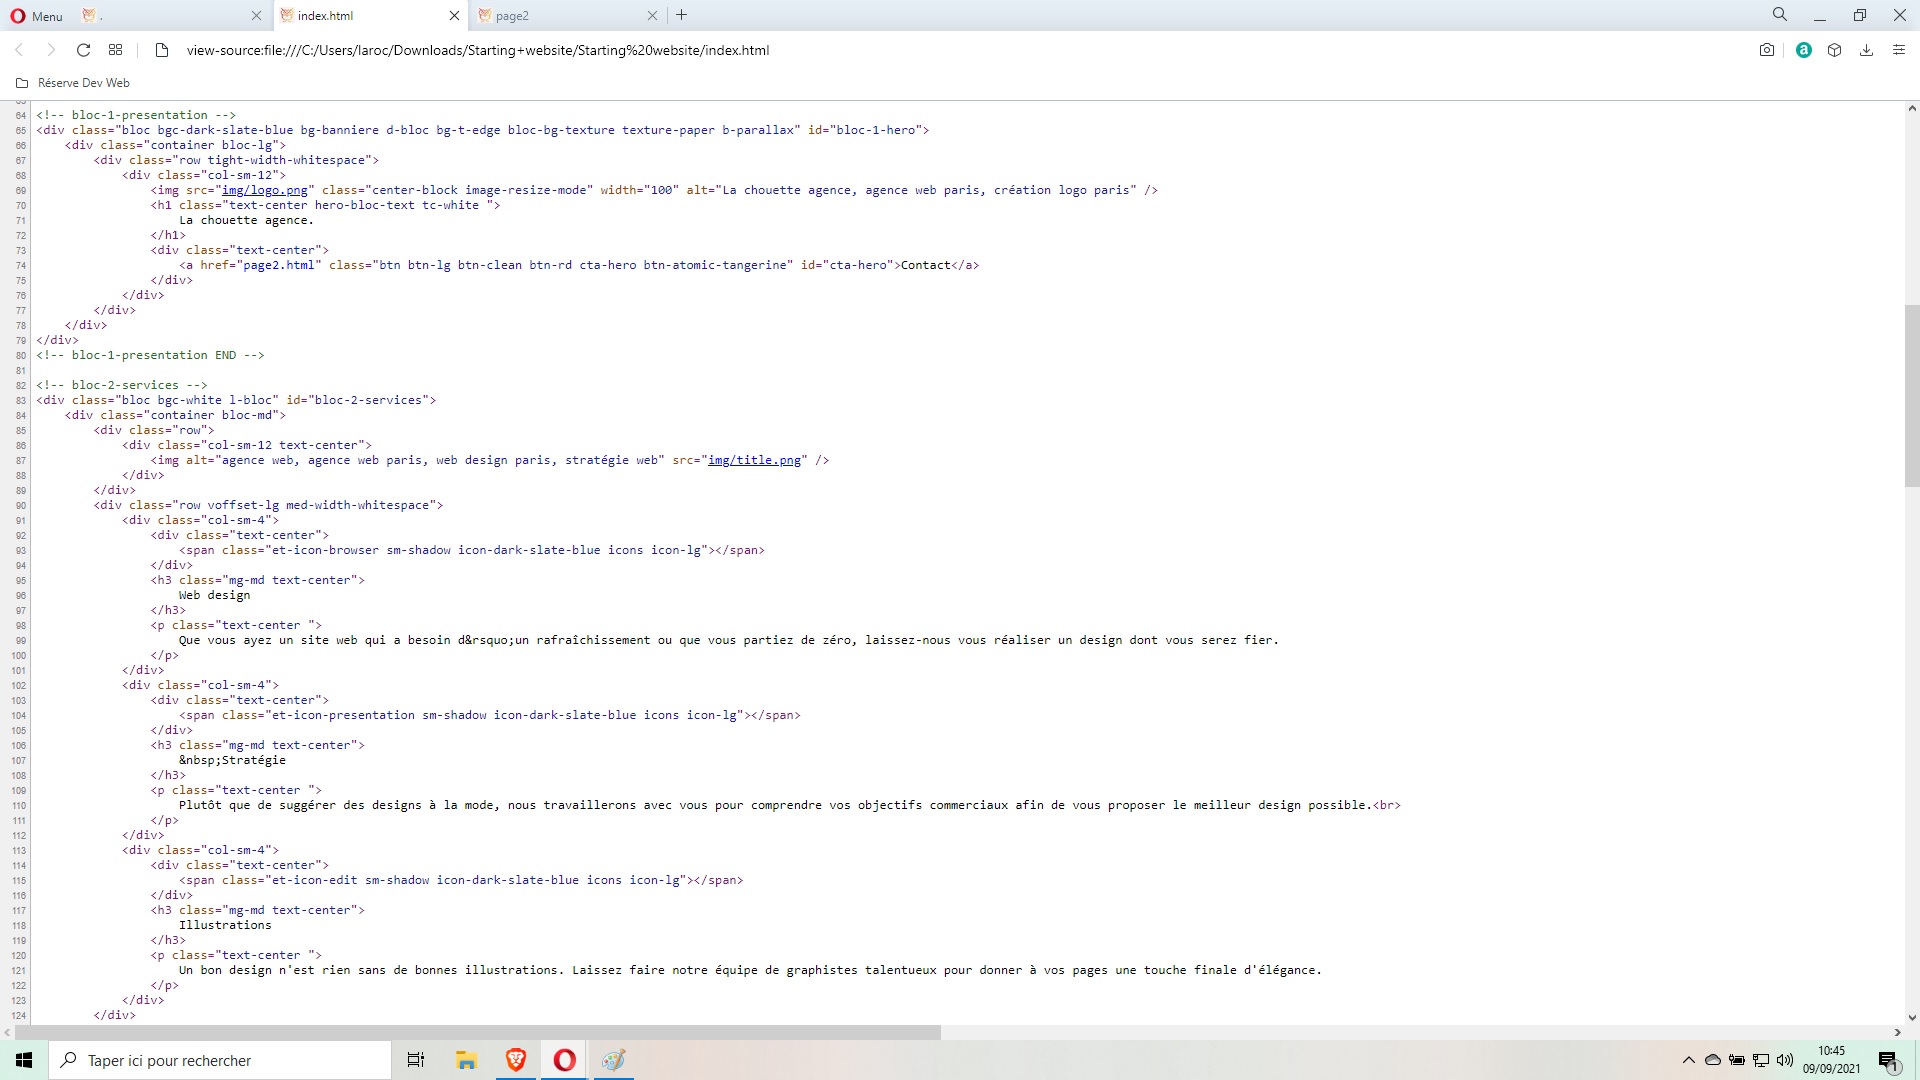 Menu . index.html page2
view-source:file:///C:/Users/laroc/Downloads/Starting+website/Starting%20website/index.html
Réserve Dev Web
64 <!-- bloc-1-presentation -->
65 <div class="bloc bgc-dark-slate-blue bg-banniere d-bloc bg-t-edge bloc-bg-texture texture-paper b-parallax" id="bloc-1-hero">
66 <div class="container bloc-lg">
67 <div class="row tight-width-whitespace">
68 <div class="col-sm-12">
69 <img src="img/logo.png" class="center-block image-resize-mode" width="100" alt="La chouette agence, agence web paris, création logo paris" />
70 <h1 class="text-center hero-bloc-text tc-white ">
71 La chouette agence.
72 </h1>
73 <div class="text-center">
74 <a href="page2.html" class="btn btn-lg btn-clean btn-rd cta-hero btn-atomic-tangerine" id="cta-hero">Contact</a>
75 </div>
76 </div>
77 </div>
78 </div>
79 </div>
80 <!-- bloc-1-presentation END -->
81
82 <!-- bloc-2-services -->
83 <div class="bloc bgc-white l-bloc" id="bloc-2-services">
84 <div class="container bloc-md">
85 <div class="row">
86 <div class="col-sm-12 text-center">
87 <img alt="agence web, agence web paris, web design paris, stratégie web" src="img/title.png" />
88 </div>
89 </div>
90 <div class="row voffset-lg med-width-whitespace">
91 <div class="col-sm-4">
92 <div class="text-center">
93 <span class="et-icon-browser sm-shadow icon-dark-slate-blue icons icon-lg"></span>
94 </div>
95 <h3 class="mg-md text-center">
96 Web design
97 </h3>
98 <p class="text-center ">
99 Que vous ayez un site web qui a besoin d&rsquo;un rafraîchissement ou que vous partiez de zéro, laissez-nous vous réaliser un design dont vous serez fier.
100 </p>
101 </div>
102 <div class="col-sm-4">
103 <div class="text-center">
104 <span class="et-icon-presentation sm-shadow icon-dark-slate-blue icons icon-lg"></span>
105 </div>
106 <h3 class="mg-md text-center">
107 &nbsp;Stratégie
108 </h3>
109 <p class="text-center ">
110 Plutôt que de suggérer des designs à la mode, nous travaillerons avec vous pour comprendre vos objectifs commerciaux afin de vous proposer le meilleur design possible.<br>
111 </p>
112 </div>
113 <div class="col-sm-4">
114 <div class="text-center">
115 <span class="et-icon-edit sm-shadow icon-dark-slate-blue icons icon-lg"></span>
116 </div>
117 <h3 class="mg-md text-center">
118 Illustrations
119 </h3>
120 <p class="text-center ">
121 Un bon design n'est rien sans de bonnes illustrations. Laissez faire notre équipe de graphistes talentueux pour donner à vos pages une touche finale d'élégance.
122 </p>
123 </div>
124 </div>
Taper ici pour rechercher
10:45
09/09/2021
1